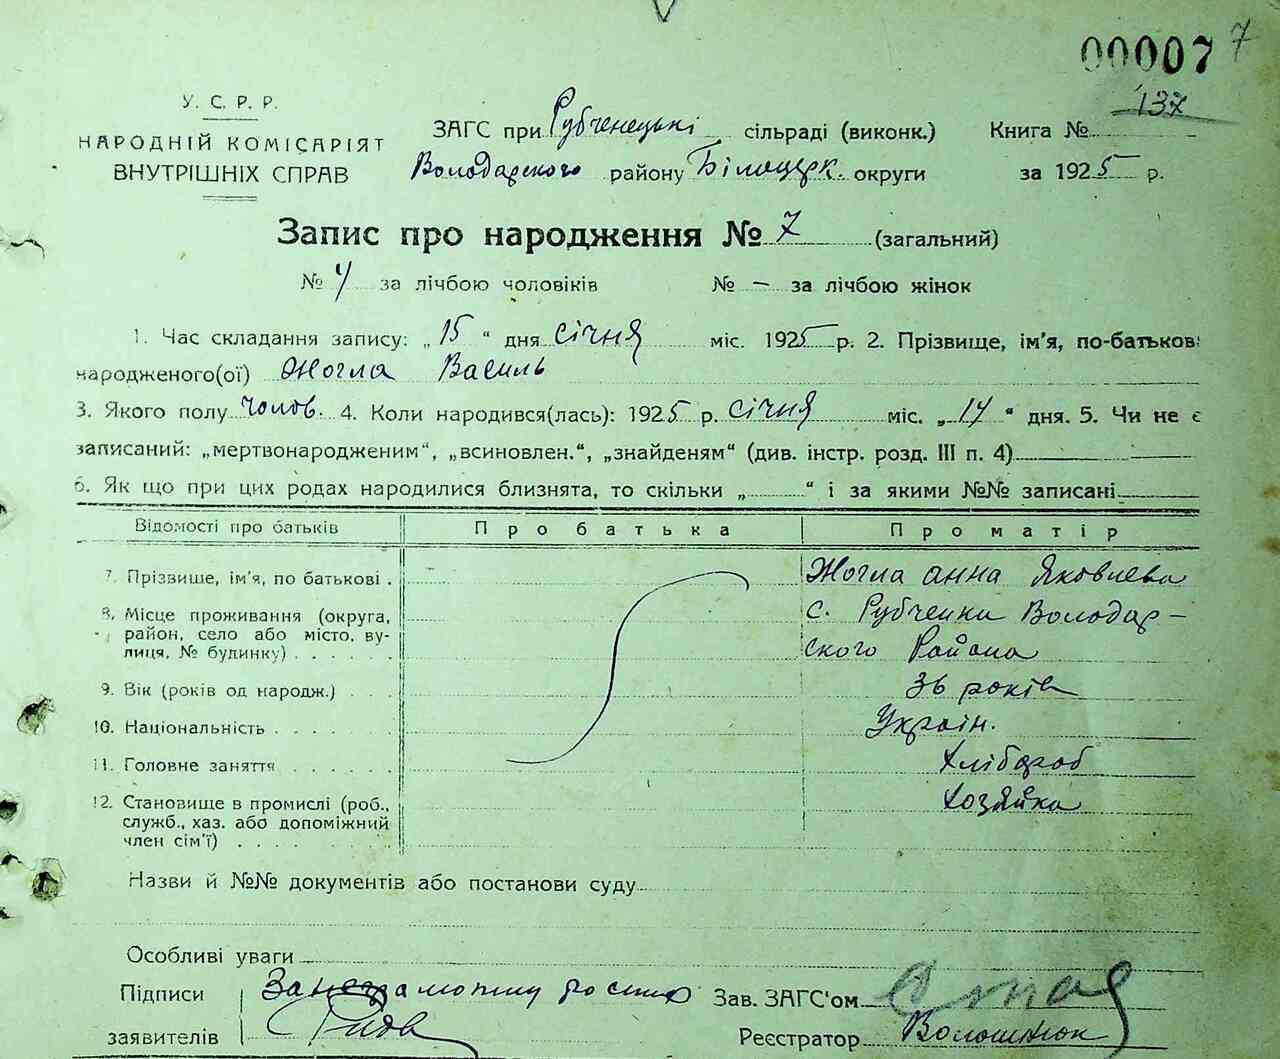 00007 7
137
У. С. Р. Р.
НАРОДНІЙ КОМІСАРІЯТ
ВНУТРІШНІХ СПРАВ
ЗАГС при Рубченецькі сільраді (виконк.) Книга №
Володарского району Білоцерк. округи за 1925 р.
Запис про народження № 7 (загальний)
№ 4 за лічбою чоловіків № — за лічбою жінок
1. Час складання запису: „15“ дня січня міс. 1925 р. 2. Прізвище, ім'я, по-батькові
народженого(ої) Жогла Василь
3. Якого полу чолов. 4. Коли народився(лась): 1925 р. січня міс. „14“ дня. 5. Чи не є
записаний: „мертвонародженим“, „всиновлен.“, „знайденям“ (див. інстр. розд. III п. 4)
6. Як що при цих родах народилися близнята, то скільки „ “ і за якими №№ записані
Відомості про батьків Про батька Про матір
7. Прізвище, ім'я, по батькові . Жогла анна Яковлева
8. Місце проживання (округа, с. Рубченки Володар-
район, село або місто, ву-
лиця, № будинку) . . . . . . ского Района
9. Вік (років од народж.) . . . 36 років
10. Національність . . . . . Україн.
11. Головне заняття . . . . . . хлібороб
12. Становище в промислі (роб., хозяйка
служб., хаз. або допоміжний
член сім'ї) . . . .
Назви й №№ документів або постанови суду
Особливі уваги
Підписи За неграмотну Зав. ЗАГС'ом
заявителів Реєстратор Волошинюк